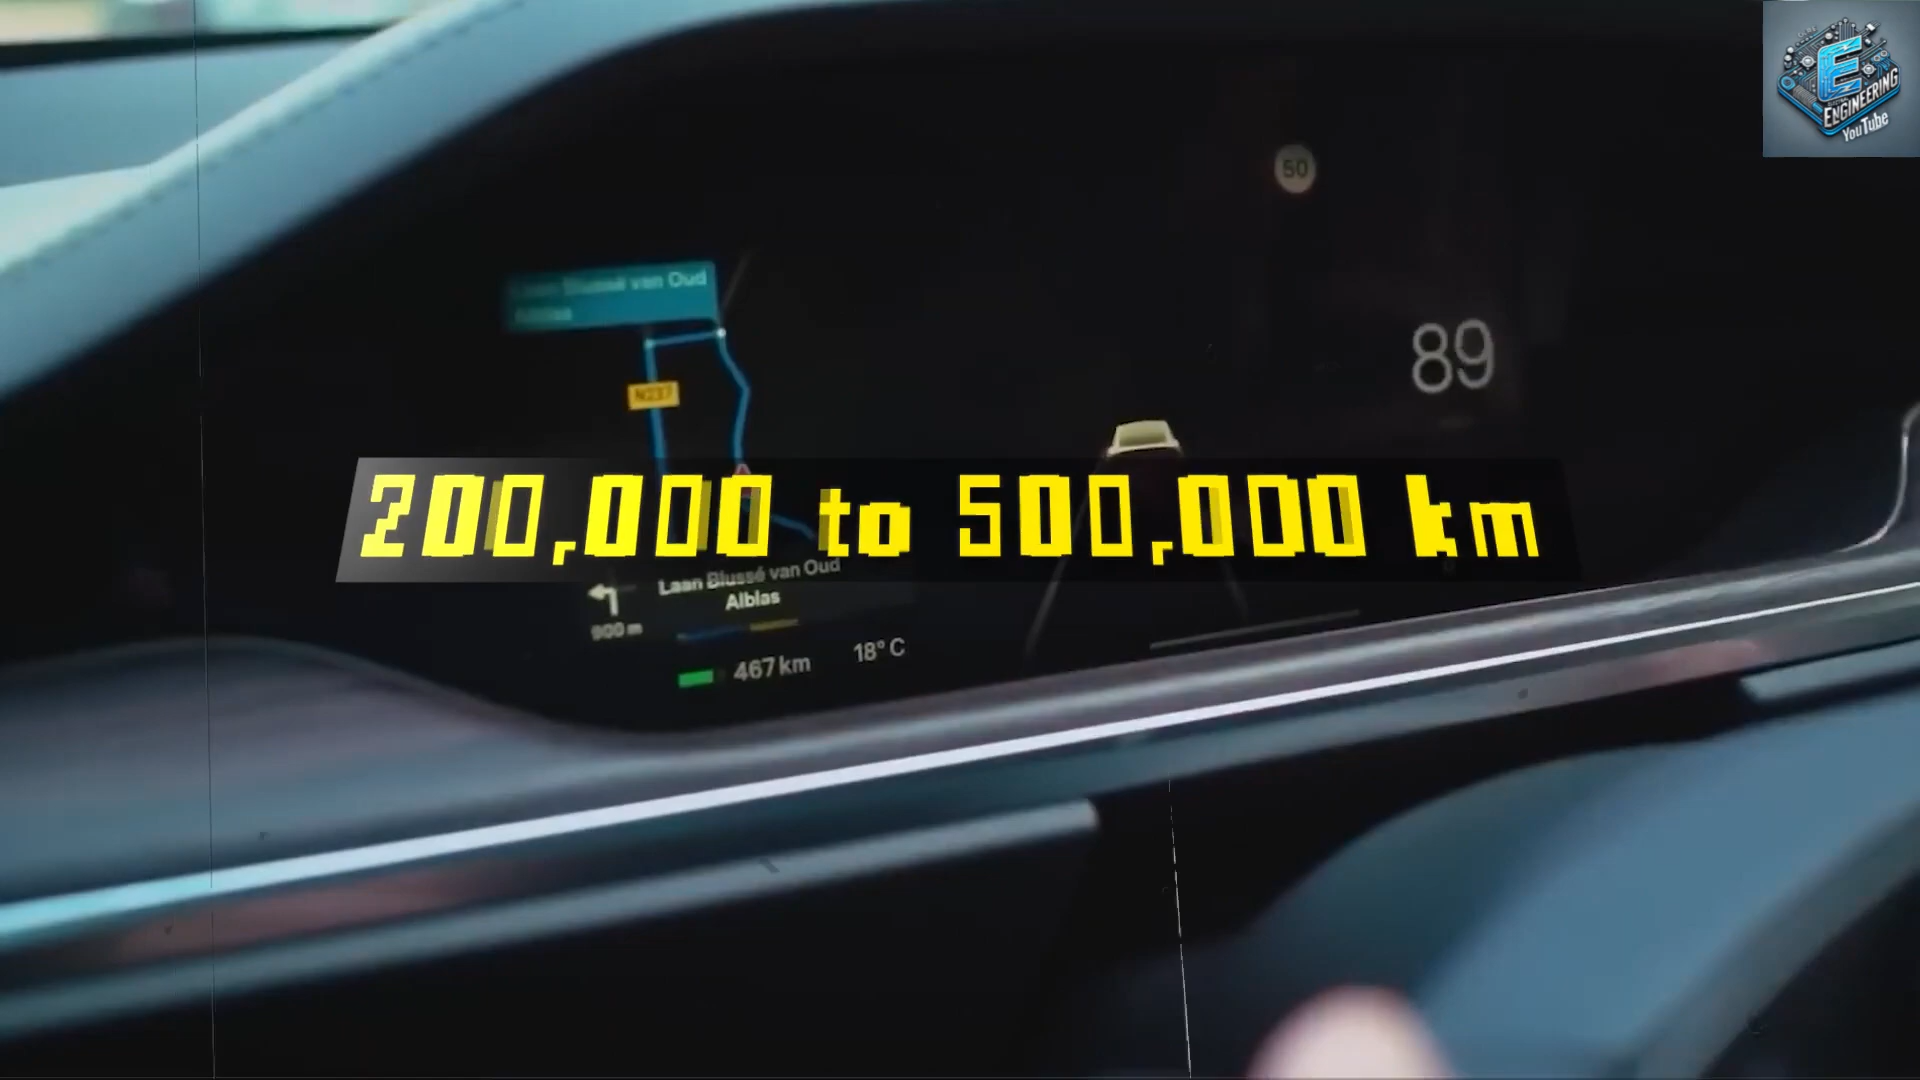 E
ENGINEERING
YouTube
50
Laan Blussé van Oud
Alblas
89
N237
200,000 to 500,000 km
Laan Blussé van Oud
Alblas
900 m
467 km
18° C